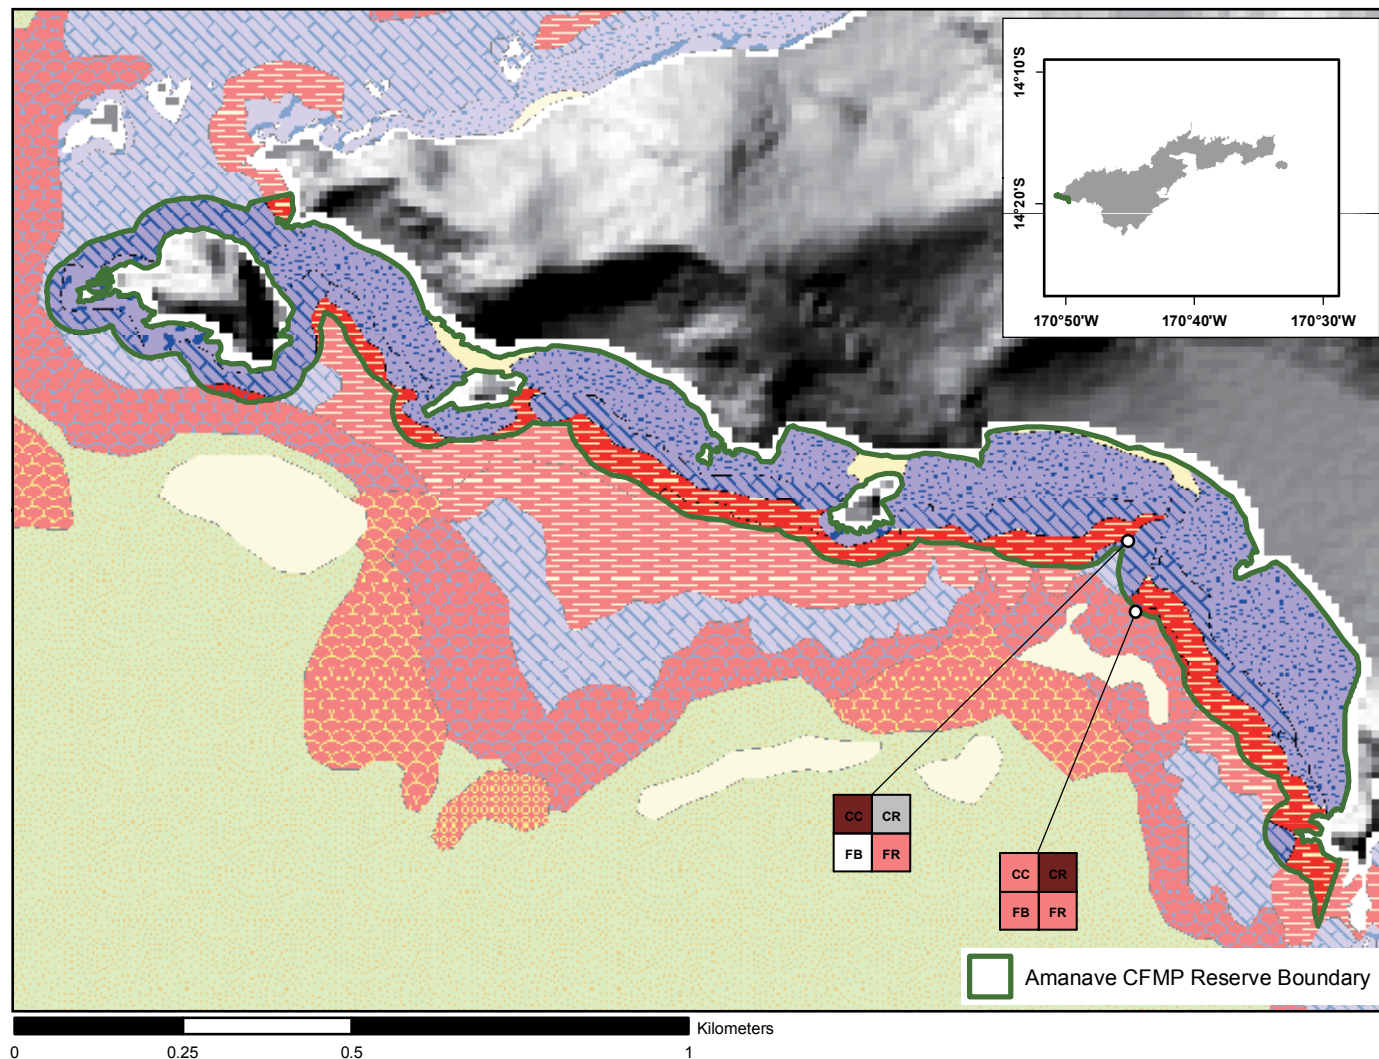 14°10'S
14°20'S
170°50'W 170°40'W 170°30'W
CC CR
FB FR
CC CR
FB FR
Amanave CFMP Reserve Boundary
Kilometers
0 0.25 0.5 1